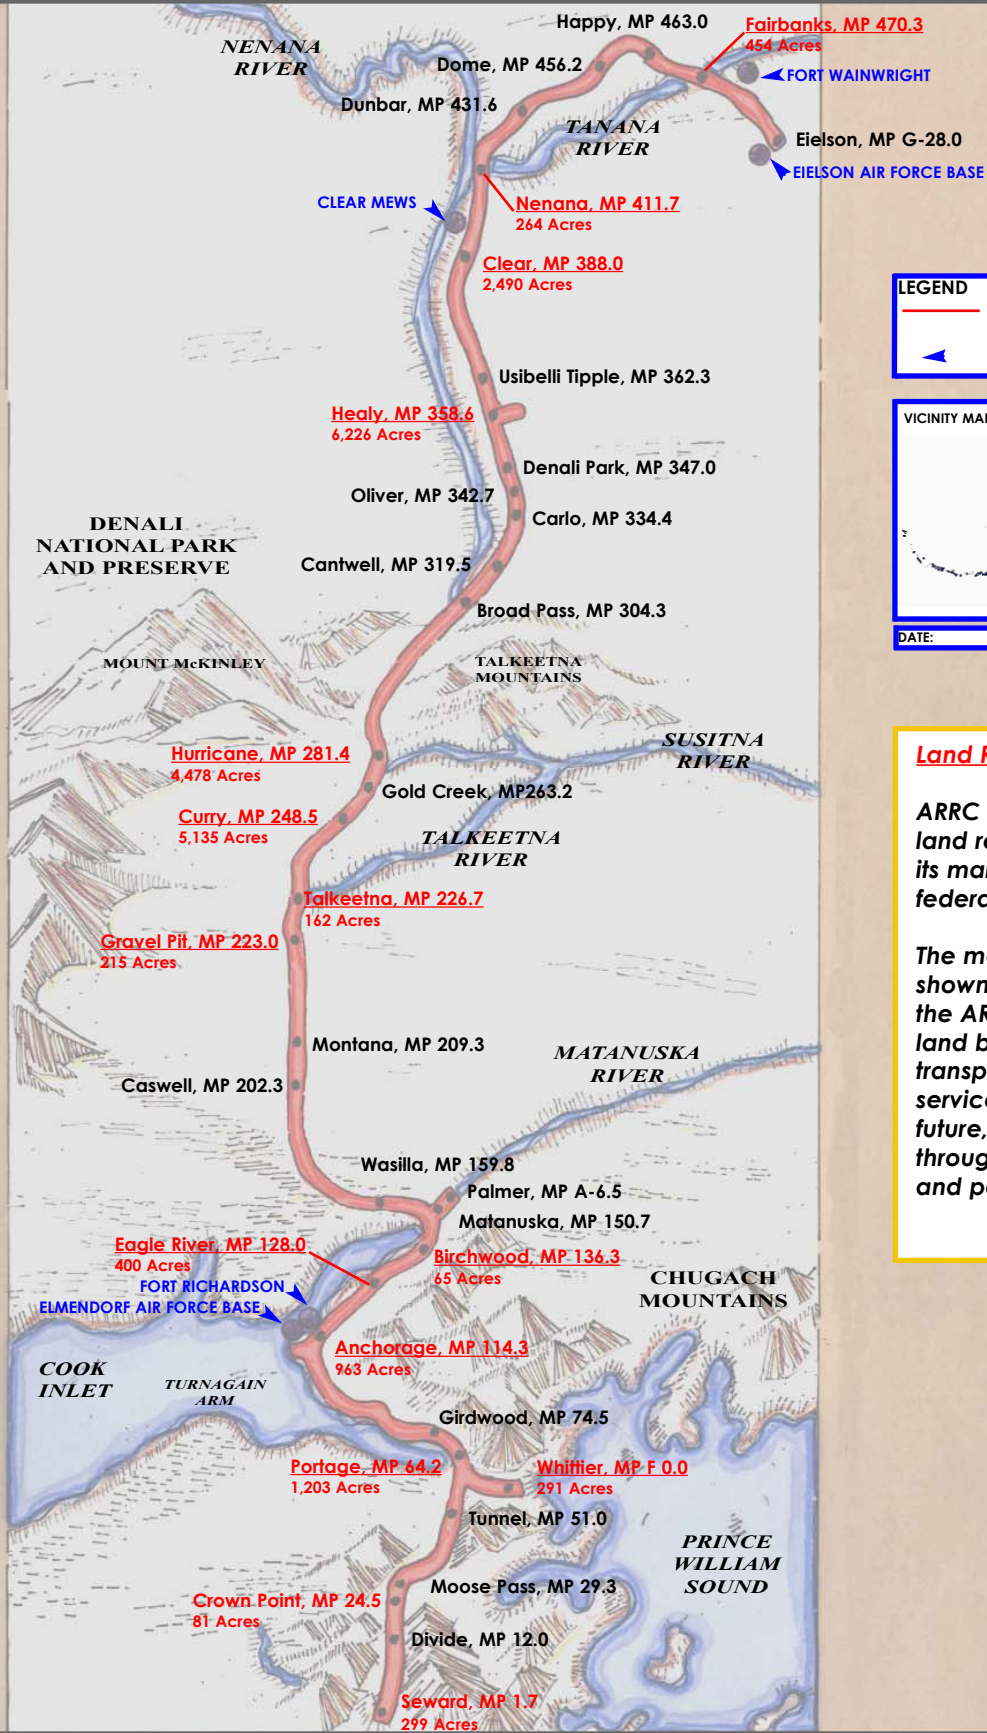 Happy, MP 463.0
Fairbanks, MP 470.3
454 Acres
NENANA
RIVER
Dome, MP 456.2
FORT WAINWRIGHT
Dunbar, MP 431.6
TANANA
RIVER
Eielson, MP G-28.0
EIELSON AIR FORCE BASE
CLEAR MEWS
Nenana, MP 411.7
264 Acres
Clear, MP 388.0
2,490 Acres
LEGEND
Usibelli Tipple, MP 362.3
Healy, MP 358.6
6,226 Acres
VICINITY MA
Denali Park, MP 347.0
Oliver, MP 342.7
Carlo, MP 334.4
DENALI
NATIONAL PARK
AND PRESERVE
Cantwell, MP 319.5
Broad Pass, MP 304.3
DATE:
MOUNT McKINLEY
TALKEETNA
MOUNTAINS
Hurricane, MP 281.4
4,478 Acres
SUSITNA
RIVER
Gold Creek, MP263.2
Curry, MP 248.5
5,135 Acres
TALKEETNA
RIVER
Talkeetna, MP 226.7
162 Acres
Gravel Pit, MP 223.0
215 Acres
Land
ARRC
land r
its ma
federa
The m
shown
the AR
land b
transp
service
future,
throug
and p
Montana, MP 209.3
MATANUSKA
RIVER
Caswell, MP 202.3
Wasilla, MP 159.8
Palmer, MP A-6.5
Matanuska, MP 150.7
Eagle River, MP 128.0
400 Acres
Birchwood, MP 136.3
65 Acres
FORT RICHARDSON
ELMENDORF AIR FORCE BASE
CHUGACH
MOUNTAINS
Anchorage, MP 114.3
963 Acres
COOK
INLET
TURNAGAIN
ARM
Girdwood, MP 74.5
Portage, MP 64.2
1,203 Acres
Whittier, MP F 0.0
291 Acres
Tunnel, MP 51.0
PRINCE
WILLIAM
SOUND
Moose Pass, MP 29.3
Crown Point, MP 24.5
81 Acres
Divide, MP 12.0
Seward, MP 1.7
299 Acres